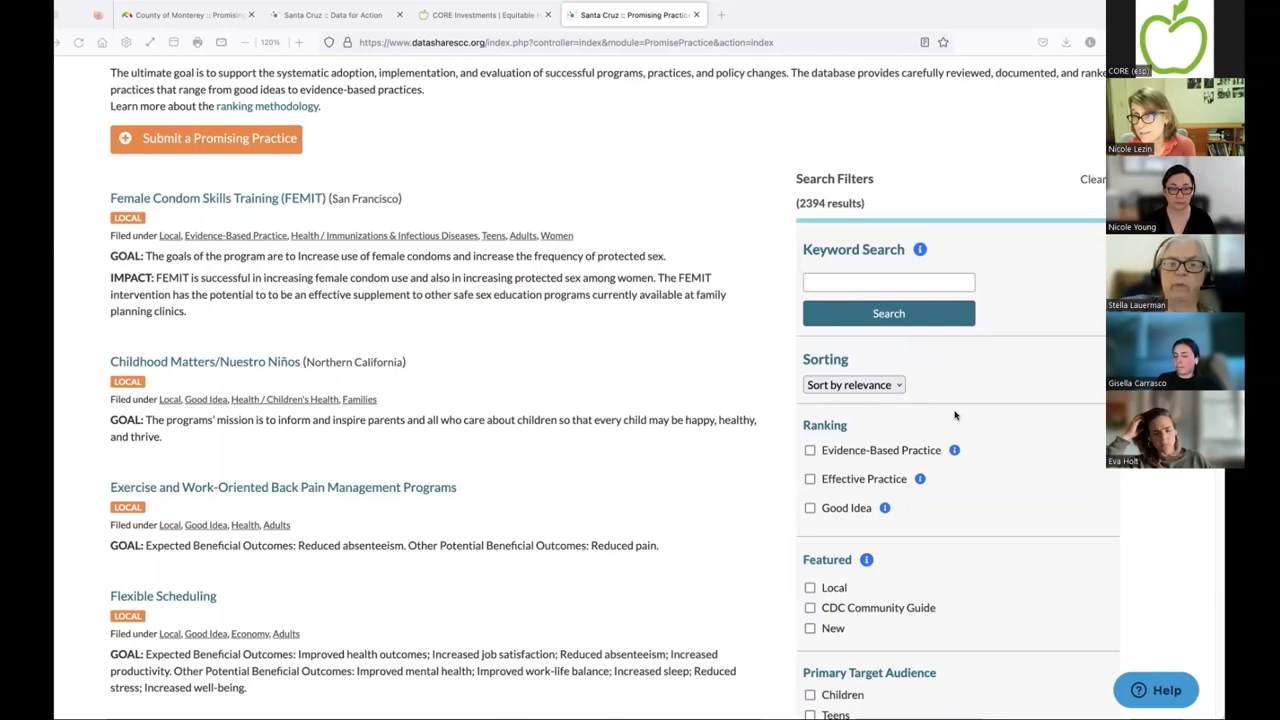 County of Monterey :: Promising
Santa Cruz :: Data for Action
CORE Investments | Equitable H
Santa Cruz :: Promising Practice
120%
https://www.datasharescc.org/index.php?controller=index&module=PromisePractice&action=index
The ultimate goal is to support the systematic adoption, implementation, and evaluation of successful programs, practices, and policy changes. The database provides carefully reviewed, documented, and ranke
practices that range from good ideas to evidence-based practices.
Learn more about the ranking methodology.
Submit a Promising Practice
Female Condom Skills Training (FEMIT) (San Francisco)
LOCAL
Filed under Local, Evidence-Based Practice, Health / Immunizations & Infectious Diseases, Teens, Adults, Women
GOAL: The goals of the program are to Increase use of female condoms and increase the frequency of protected sex.
IMPACT: FEMIT is successful in increasing female condom use and also in increasing protected sex among women. The FEMIT
intervention has the potential to to be an effective supplement to other safe sex education programs currently available at family
planning clinics.
Childhood Matters/Nuestro Niños (Northern California)
LOCAL
Filed under Local, Good Idea, Health / Children's Health, Families
GOAL: The programs' mission is to inform and inspire parents and all who care about children so that every child may be happy, healthy,
and thrive.
Exercise and Work-Oriented Back Pain Management Programs
LOCAL
Filed under Local, Good Idea, Health, Adults
GOAL: Expected Beneficial Outcomes: Reduced absenteeism. Other Potential Beneficial Outcomes: Reduced pain.
Flexible Scheduling
LOCAL
Filed under Local, Good Idea, Economy, Adults
GOAL: Expected Beneficial Outcomes: Improved health outcomes; Increased job satisfaction; Reduced absenteeism; Increased
productivity. Other Potential Beneficial Outcomes: Improved mental health; Improved work-life balance; Increased sleep; Reduced
stress; Increased well-being.
Search Filters
Clear
(2394 results)
Keyword Search
Search
Sorting
Sort by relevance
Ranking
Evidence-Based Practice
Effective Practice
Good Idea
Featured
Local
CDC Community Guide
New
Primary Target Audience
Children
Teens
Help
CORE (esp)
Nicole Lezin
Nicole Young
Stella Lauerman
Gisella Carrasco
Eva Holt